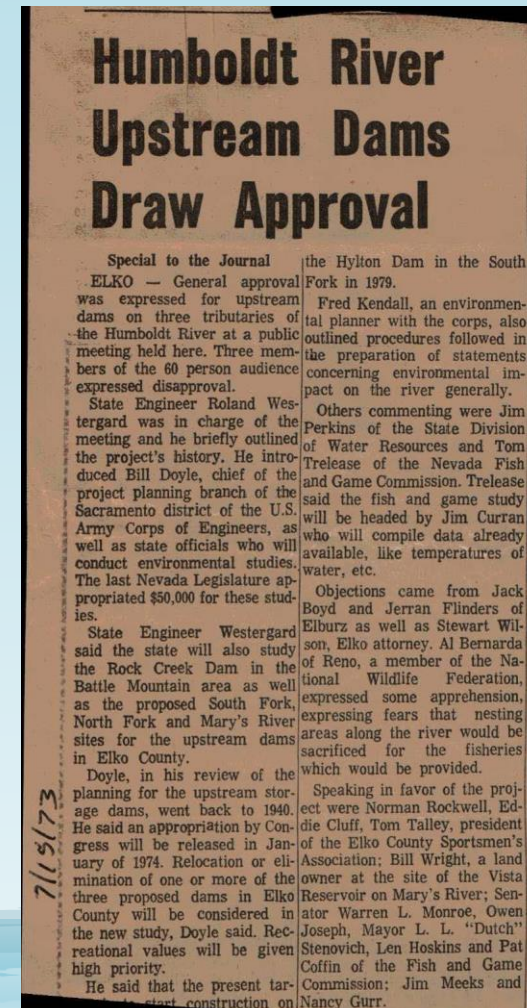 Humboldt River
Upstream Dams
Draw Approval
Special to the Journal
ELKO — General approval
was expressed for upstream
dams on three tributaries of
the Humboldt River at a public
meeting held here. Three mem-
bers of the 60 person audience
expressed disapproval.
State Engineer Roland Wes-
tergard was in charge of the
meeting and he briefly outlined
the project's history. He intro-
duced Bill Doyle, chief of the
project planning branch of the
Sacramento district of the U.S.
Army Corps of Engineers, as
well as state officials who will
conduct environmental studies.
The last Nevada Legislature ap-
propriated $50,000 for these stud-
ies.
State Engineer Westergard
said the state will also study
the Rock Creek Dam in the
Battle Mountain area as well
as the proposed South Fork,
North Fork and Mary's River
sites for the upstream dams
in Elko County.
Doyle, in his review of the
planning for the upstream stor-
age dams, went back to 1940.
He said an appropriation by Con-
gress will be released in Jan-
uary of 1974. Relocation or eli-
mination of one or more of the
three proposed dams in Elko
County will be considered in
the new study, Doyle said. Rec-
reational values will be given
high priority.
He said that the present tar-
start construction on
the Hylton Dam in the South
Fork in 1979.
Fred Kendall, an environmen-
tal planner with the corps, also
outlined procedures followed in
the preparation of statements
concerning environmental im-
pact on the river generally.
Others commenting were Jim
Perkins of the State Division
of Water Resources and Tom
Trelease of the Nevada Fish
and Game Commission. Trelease
said the fish and game study
will be headed by Jim Curran
who will compile data already
available, like temperatures of
water, etc.
Objections came from Jack
Boyd and Jerran Flinders of
Elburz as well as Stewart Wil-
son, Elko attorney. Al Bernarda
of Reno, a member of the Na-
tional Wildlife Federation,
expressed some apprehension,
expressing fears that nesting
areas along the river would be
sacrificed for the fisheries
which would be provided.
Speaking in favor of the proj-
ect were Norman Rockwell, Ed-
die Cluff, Tom Talley, president
of the Elko County Sportsmen's
Association; Bill Wright, a land
owner at the site of the Vista
Reservoir on Mary's River; Sen-
ator Warren L. Monroe, Owen
Joseph, Mayor L. L. "Dutch"
Stenovich, Len Hoskins and Pat
Coffin of the Fish and Game
Commission; Jim Meeks and
Nancy Gurr.
7/15/73